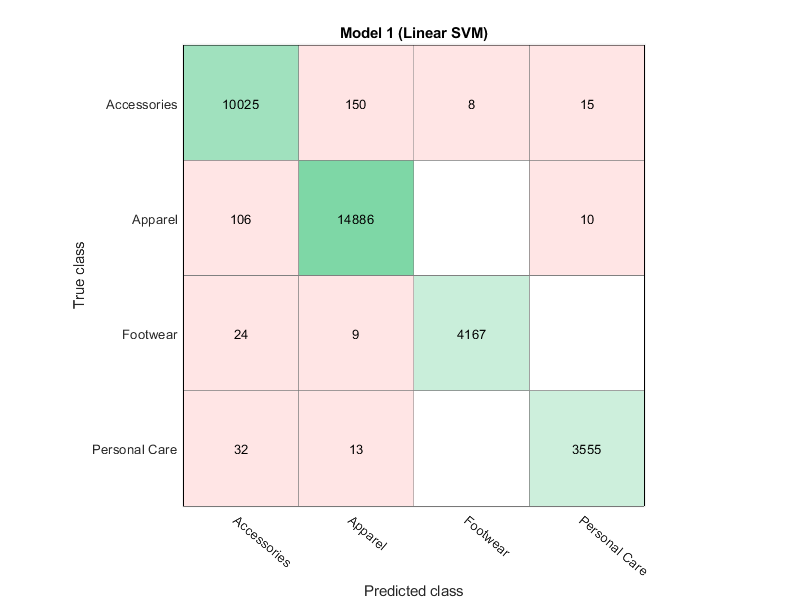 Model 1 (Linear SVM)
Accessories 10025 150 8 15
Apparel 106 14886 10
True class
Footwear 24 9 4167
Personal Care 32 13 3555
Accessories Apparel Footwear Personal Care
Predicted class